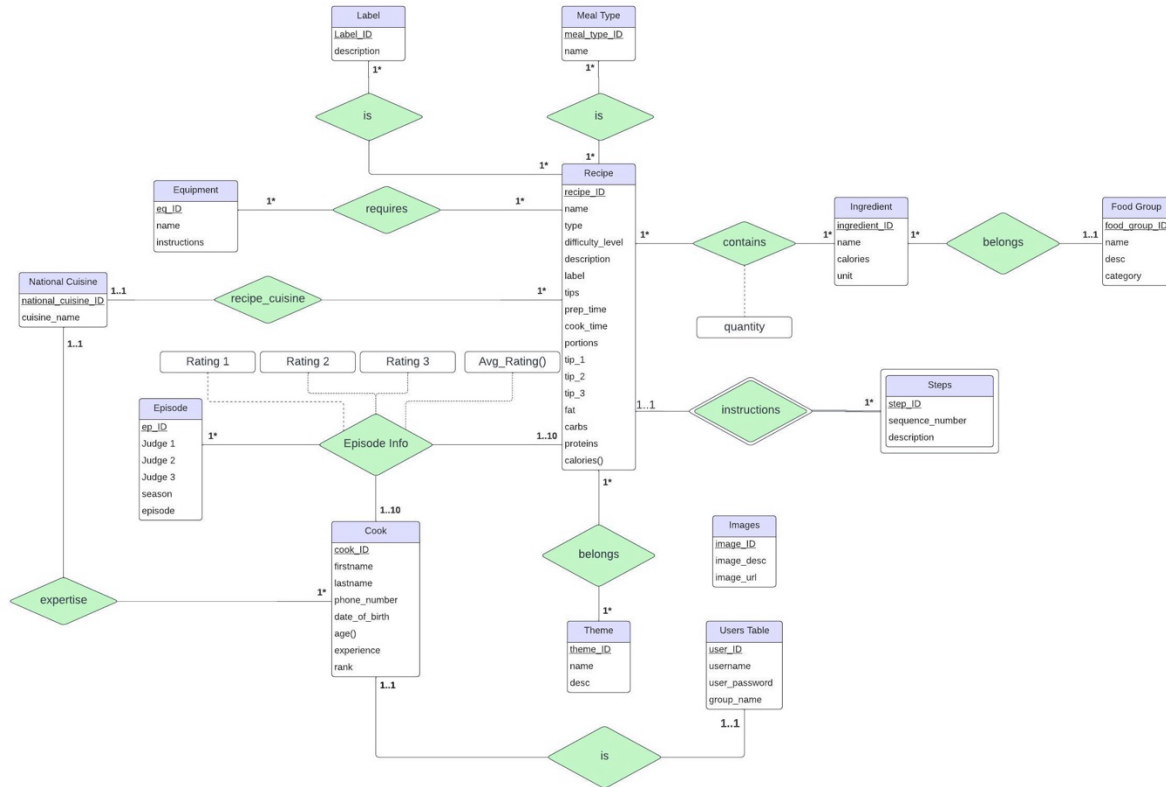 Label
Label_ID
description
1*
is
1*
Meal Type
meal_type_ID
name
1*
is
1*
Equipment
eq_ID
name
instructions
1*
requires
1*
Recipe
recipe_ID
name
type
difficulty_level
description
label
tips
prep_time
cook_time
portions
tip_1
tip_2
tip_3
fat
carbs
proteins
calories()
1*
contains
quantity
1*
Ingredient
ingredient_ID
name
calories
unit
1*
belongs
1..1
Food Group
food_group_ID
name
desc
category
National Cuisine
national_cuisine_ID
cuisine_name
1..1
recipe_cuisine
1*
1..1
Rating 1
Rating 2
Rating 3
Avg_Rating()
Episode
ep_ID
Judge 1
Judge 2
Judge 3
season
episode
1*
Episode Info
1..10
1..10
1..1
instructions
1*
Steps
step_ID
sequence_number
description
Cook
cook_ID
firstname
lastname
phone_number
date_of_birth
age()
experience
rank
expertise
1*
1*
belongs
1*
Theme
theme_ID
name
desc
Images
image_ID
image_desc
image_url
Users Table
user_ID
username
user_password
group_name
1..1
is
1..1